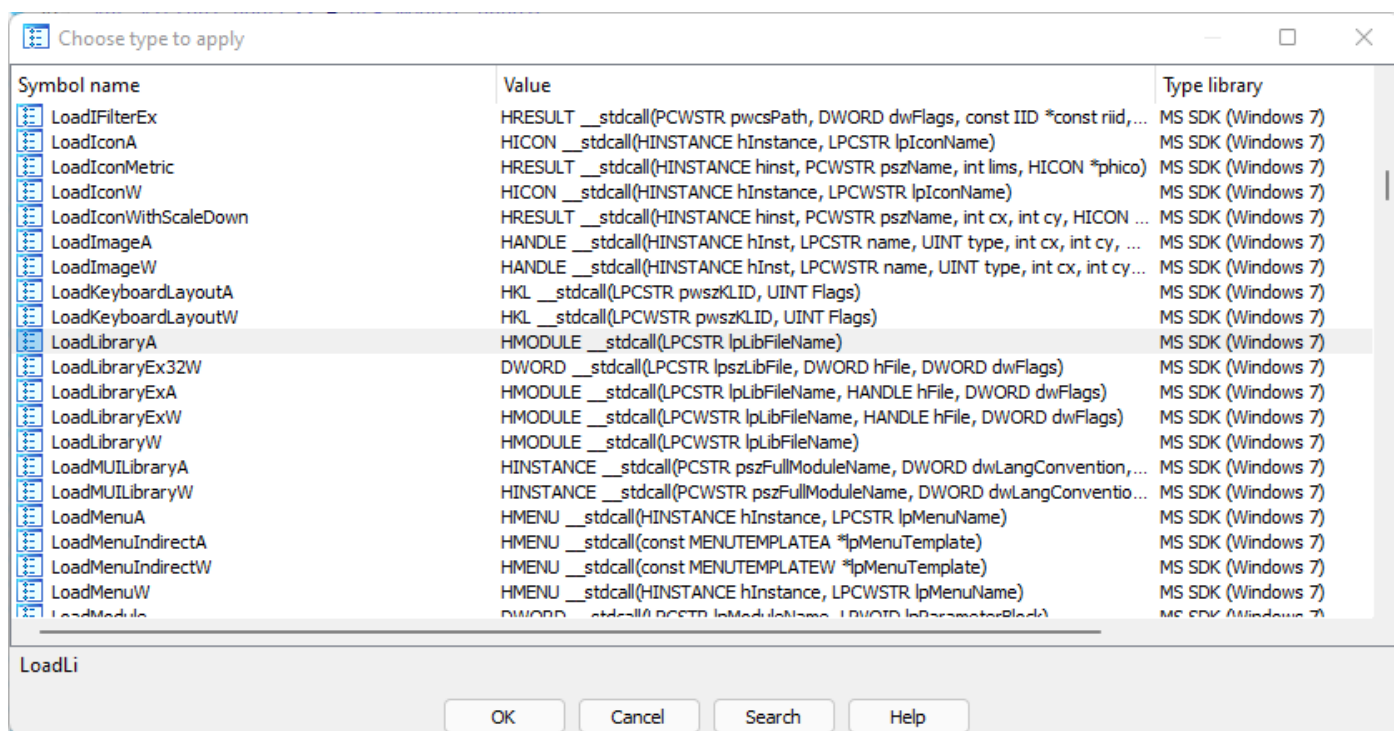 Choose type to apply
Symbol name Value Type library
LoadIFilterEx HRESULT __stdcall(PCWSTR pwcsPath, DWORD dwFlags, const IID *const riid,... MS SDK (Windows 7)
LoadIconA HICON __stdcall(HINSTANCE hInstance, LPCSTR lpIconName) MS SDK (Windows 7)
LoadIconMetric HRESULT __stdcall(HINSTANCE hinst, PCWSTR pszName, int lims, HICON *phico) MS SDK (Windows 7)
LoadIconW HICON __stdcall(HINSTANCE hInstance, LPCWSTR lpIconName) MS SDK (Windows 7)
LoadIconWithScaleDown HRESULT __stdcall(HINSTANCE hinst, PCWSTR pszName, int cx, int cy, HICON ... MS SDK (Windows 7)
LoadImageA HANDLE __stdcall(HINSTANCE hInst, LPCSTR name, UINT type, int cx, int cy, ... MS SDK (Windows 7)
LoadImageW HANDLE __stdcall(HINSTANCE hInst, LPCWSTR name, UINT type, int cx, int cy... MS SDK (Windows 7)
LoadKeyboardLayoutA HKL __stdcall(LPCSTR pwszKLID, UINT Flags) MS SDK (Windows 7)
LoadKeyboardLayoutW HKL __stdcall(LPCWSTR pwszKLID, UINT Flags) MS SDK (Windows 7)
LoadLibraryA HMODULE __stdcall(LPCSTR lpLibFileName) MS SDK (Windows 7)
LoadLibraryEx32W DWORD __stdcall(LPCSTR lpszLibFile, DWORD hFile, DWORD dwFlags) MS SDK (Windows 7)
LoadLibraryExA HMODULE __stdcall(LPCSTR lpLibFileName, HANDLE hFile, DWORD dwFlags) MS SDK (Windows 7)
LoadLibraryExW HMODULE __stdcall(LPCWSTR lpLibFileName, HANDLE hFile, DWORD dwFlags) MS SDK (Windows 7)
LoadLibraryW HMODULE __stdcall(LPCWSTR lpLibFileName) MS SDK (Windows 7)
LoadMUILibraryA HINSTANCE __stdcall(PCSTR pszFullModuleName, DWORD dwLangConvention,... MS SDK (Windows 7)
LoadMUILibraryW HINSTANCE __stdcall(PCWSTR pszFullModuleName, DWORD dwLangConventio... MS SDK (Windows 7)
LoadMenuA HMENU __stdcall(HINSTANCE hInstance, LPCSTR lpMenuName) MS SDK (Windows 7)
LoadMenuIndirectA HMENU __stdcall(const MENUTEMPLATEA *lpMenuTemplate) MS SDK (Windows 7)
LoadMenuIndirectW HMENU __stdcall(const MENUTEMPLATEW *lpMenuTemplate) MS SDK (Windows 7)
LoadMenuW HMENU __stdcall(HINSTANCE hInstance, LPCWSTR lpMenuName) MS SDK (Windows 7)
LoadModule DWORD __stdcall(LPCSTR lpModuleName, LPVOID lpParameterBlock) MS SDK (Windows 7)
LoadLi
OK Cancel Search Help